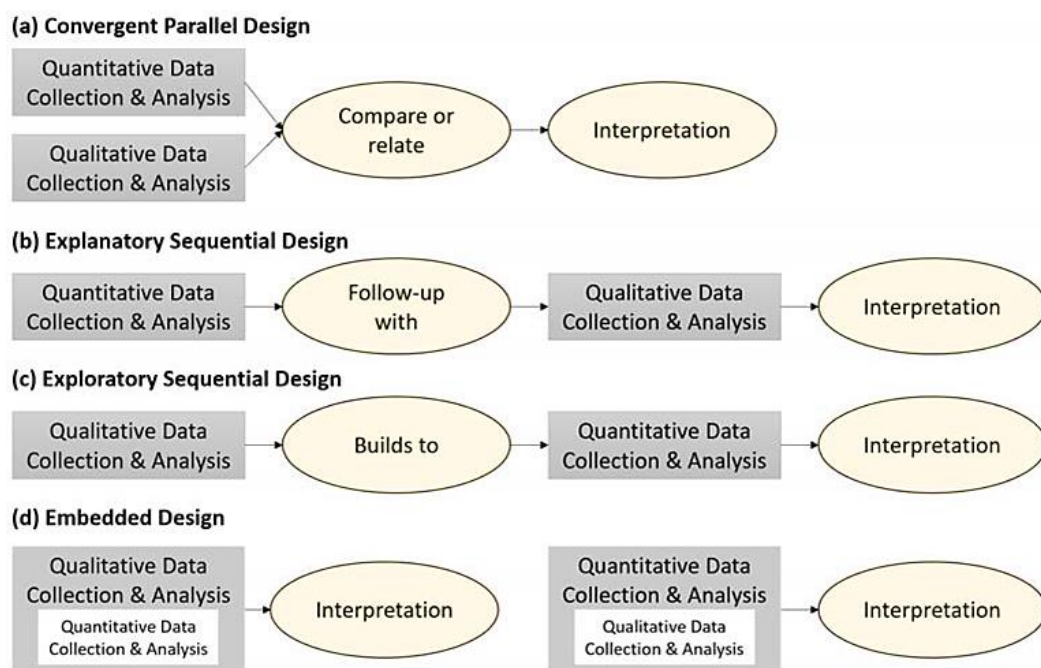 (a) Convergent Parallel Design
Quantitative Data
Collection & Analysis
Qualitative Data
Collection & Analysis
Compare or
relate
Interpretation
(b) Explanatory Sequential Design
Quantitative Data
Collection & Analysis
Follow-up
with
Qualitative Data
Collection & Analysis
Interpretation
(c) Exploratory Sequential Design
Qualitative Data
Collection & Analysis
Builds to
Quantitative Data
Collection & Analysis
Interpretation
(d) Embedded Design
Qualitative Data
Collection & Analysis
Quantitative Data
Collection & Analysis
Interpretation
Quantitative Data
Collection & Analysis
Qualitative Data
Collection & Analysis
Interpretation